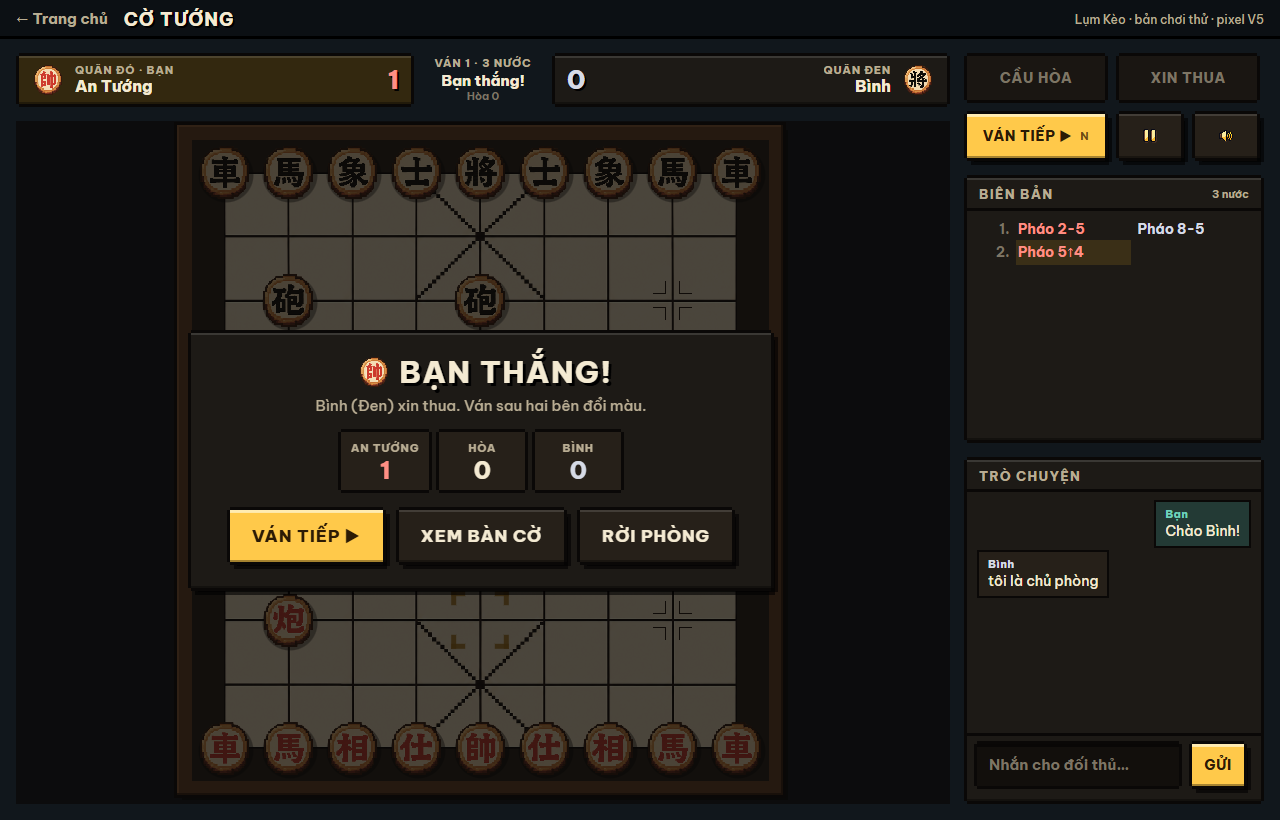 ← Trang chủ CỜ TƯỚNG
Lụm Kèo · bản chơi thử · pixel V5
帥 QUÂN ĐỎ · BẠN
An Tướng 1
VÁN 1 · 3 NƯỚC
Bạn thắng!
Hòa 0
0 QUÂN ĐEN
Bình 將
CẦU HÒA
XIN THUA
VÁN TIẾP ▶ N
車 馬 象 士 將 士 象 馬 車
砲 砲
帥 BẠN THẮNG!
Bình (Đen) xin thua. Ván sau hai bên đổi màu.
AN TƯỚNG HÒA BÌNH
1 0 0
VÁN TIẾP ▶ XEM BÀN CỜ RỜI PHÒNG
炮
車 馬 相 仕 帥 仕 相 馬 車
BIÊN BẢN 3 nước
1. Pháo 2-5 Pháo 8-5
2. Pháo 5↑4
TRÒ CHUYỆN
Bạn
Chào Bình!
Bình
tôi là chủ phòng
Nhắn cho đối thủ... GỬI